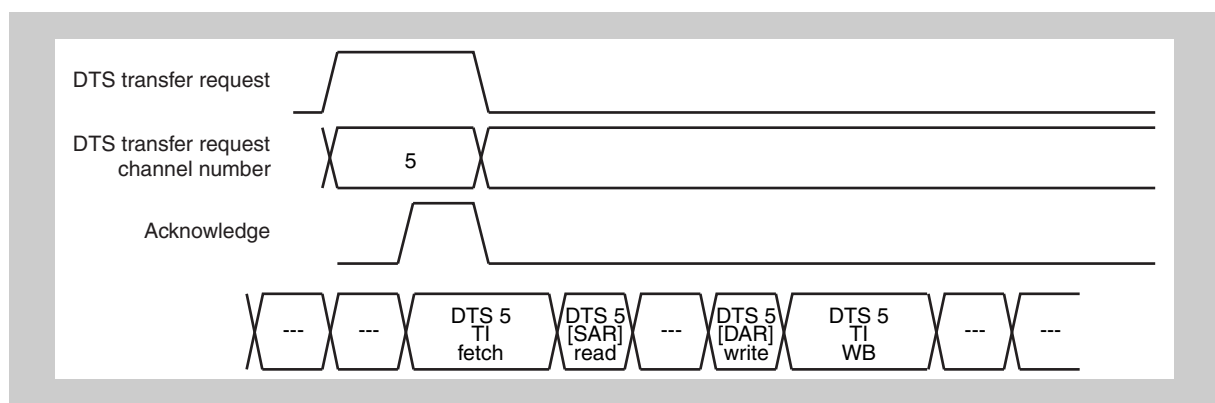 DTS transfer request
DTS transfer request
channel number
5
Acknowledge
---
---
DTS 5
TI
fetch
DTS 5
[SAR]
read
---
DTS 5
[DAR]
write
DTS 5
TI
WB
---
---